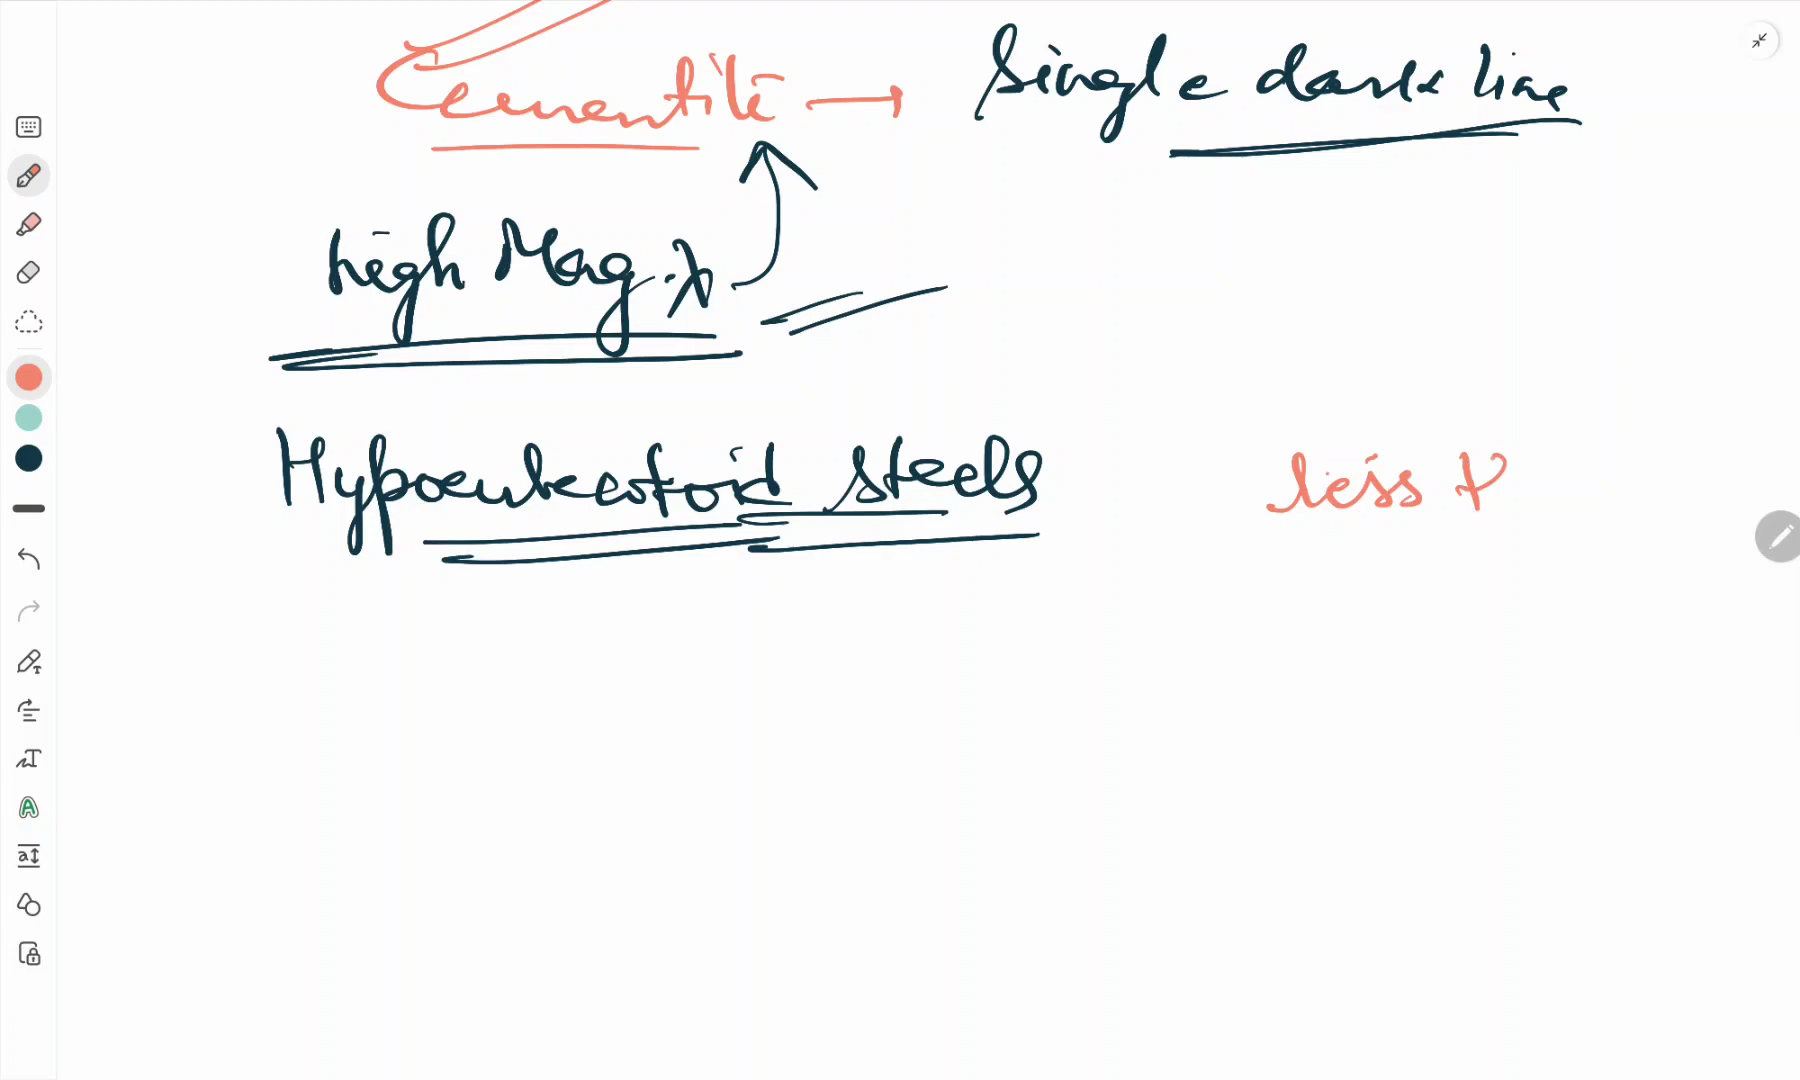 Cementite → Single dark line
high Mag. X
Hypoeutectoid steels less t